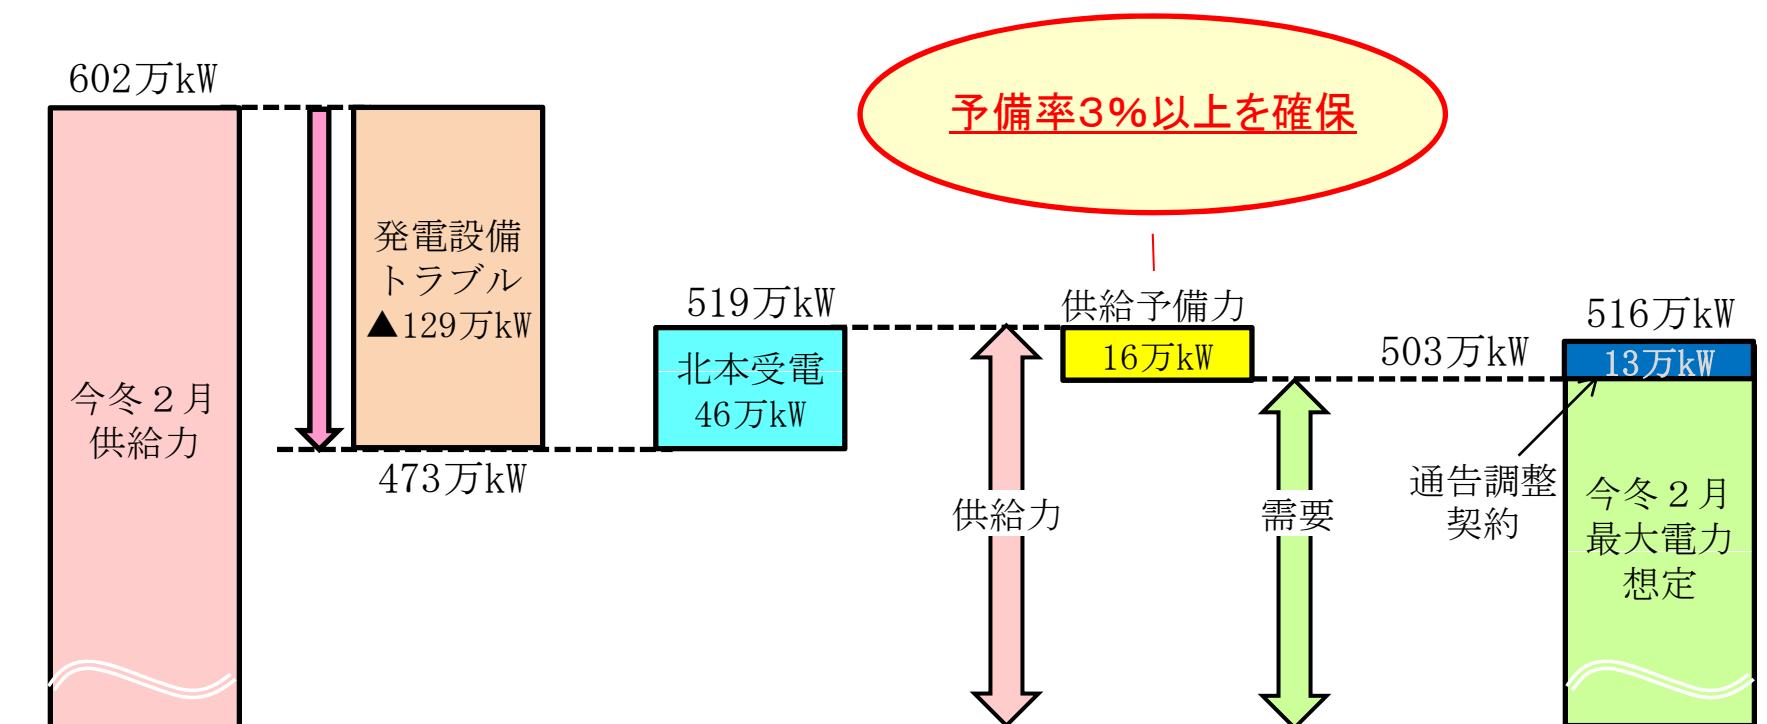 602万kW
今冬２月
供給力
発電設備
トラブル
▲129万kW
473万kW
519万kW
北本受電
46万kW
予備率３％以上を確保
供給予備力
16万kW
供給力
需要
503万kW
516万kW
13万kW
通告調整
契約
今冬２月
最大電力
想定